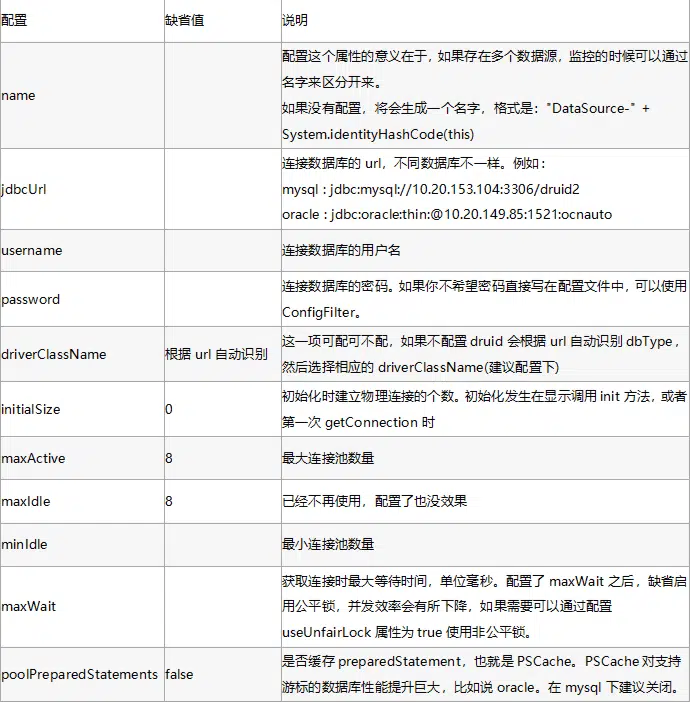 配置 缺省值 说明
配置这个属性的意义在于，如果存在多个数据源，监控的时候可以通过
名字来区分开来。
name
如果没有配置，将会生成一个名字，格式是："DataSource-" +
System.identityHashCode(this)
连接数据库的 url，不同数据库不一样。例如：
jdbcUrl mysql : jdbc:mysql://10.20.153.104:3306/druid2
oracle : jdbc:oracle:thin:@10.20.149.85:1521:ocnauto
username 连接数据库的用户名
连接数据库的密码。如果你不希望密码直接写在配置文件中，可以使用
password
ConfigFilter。
这一项可配可不配，如果不配置 druid 会根据 url 自动识别 dbType，
driverClassName 根据 url 自动识别
然后选择相应的 driverClassName(建议配置下)
初始化时建立物理连接的个数。初始化发生在显示调用 init 方法，或者
initialSize 0
第一次 getConnection 时
maxActive 8 最大连接池数量
maxIdle 8 已经不再使用，配置了也没效果
minIdle 最小连接池数量
获取连接时最大等待时间，单位毫秒。配置了 maxWait 之后，缺省启
maxWait 用公平锁，并发效率会有所下降，如果需要可以通过配置
useUnfairLock 属性为 true 使用非公平锁。
是否缓存 preparedStatement，也就是 PSCache。PSCache 对支持
poolPreparedStatements false
游标的数据库性能提升巨大，比如说 oracle。在 mysql 下建议关闭。